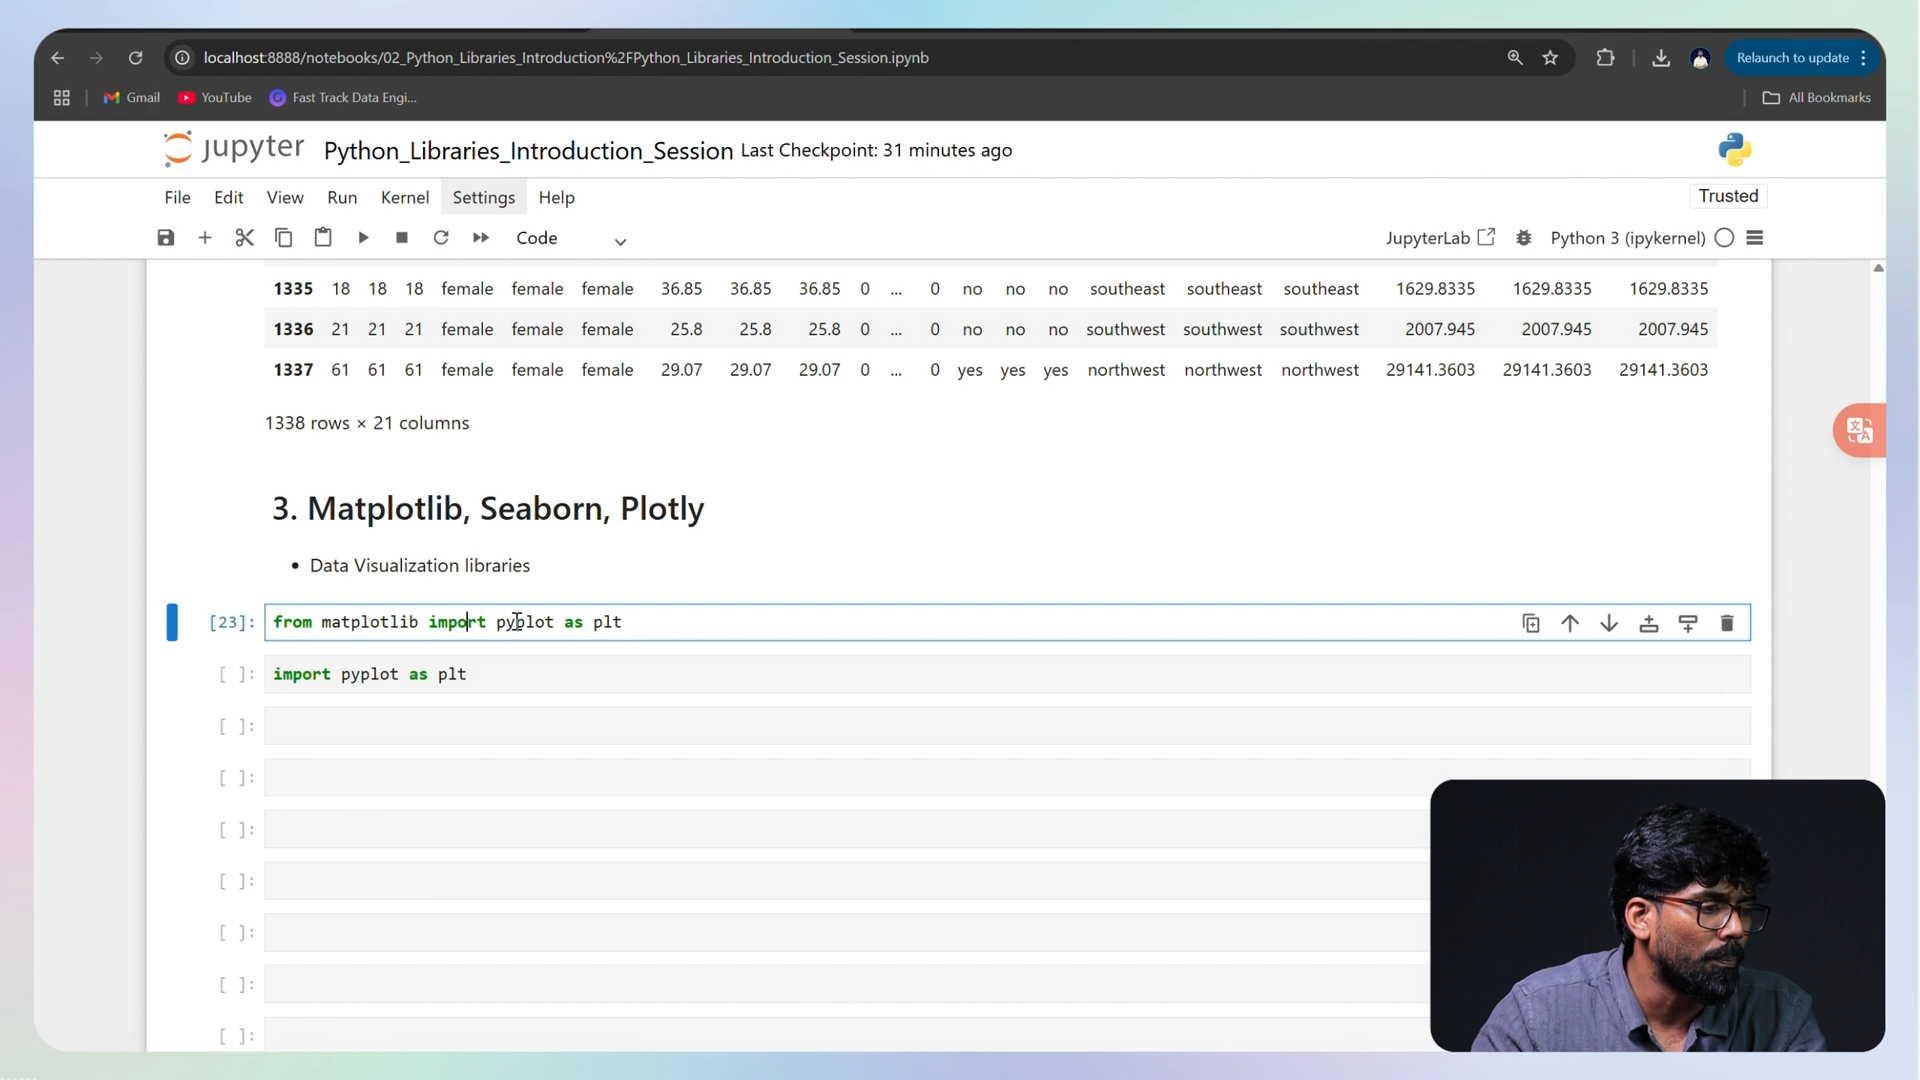 localhost:8888/notebooks/02_Python_Libraries_Introduction%2FPython_Libraries_Introduction_Session.ipynb
Relaunch to update
Gmail YouTube Fast Track Data Engi... All Bookmarks
jupyter Python_Libraries_Introduction_Session Last Checkpoint: 31 minutes ago
File Edit View Run Kernel Settings Help Trusted
Code JupyterLab Python 3 (ipykernel)
1335 18 18 18 female female female 36.85 36.85 36.85 0 ... 0 no no no southeast southeast southeast 1629.8335 1629.8335 1629.8335
1336 21 21 21 female female female 25.8 25.8 25.8 0 ... 0 no no no southwest southwest southwest 2007.945 2007.945 2007.945
1337 61 61 61 female female female 29.07 29.07 29.07 0 ... 0 yes yes yes northwest northwest northwest 29141.3603 29141.3603 29141.3603
1338 rows × 21 columns
3. Matplotlib, Seaborn, Plotly
• Data Visualization libraries
[23]: from matplotlib import pyplot as plt
[ ]: import pyplot as plt
[ ]:
[ ]:
[ ]:
[ ]:
[ ]:
[ ]:
[ ]: